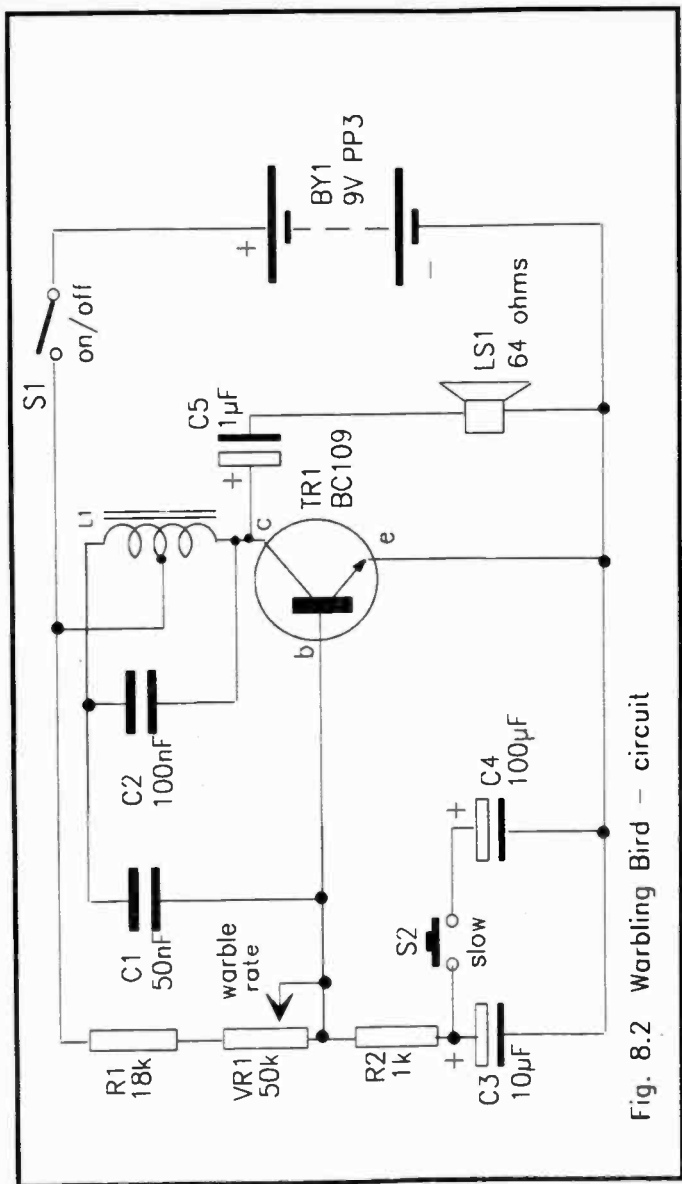 S1
on/off
BY1
9V PP3
+
–
L1
C5
1µF
+
c
TR1
BC109
b
e
LS1
64 ohms
C2
100nF
C1
50nF
warble
rate
R1
18k
VR1
50k
R2
1k
S2
slow
+
C3
10µF
+
C4
100µF
Fig. 8.2 Warbling Bird – circuit